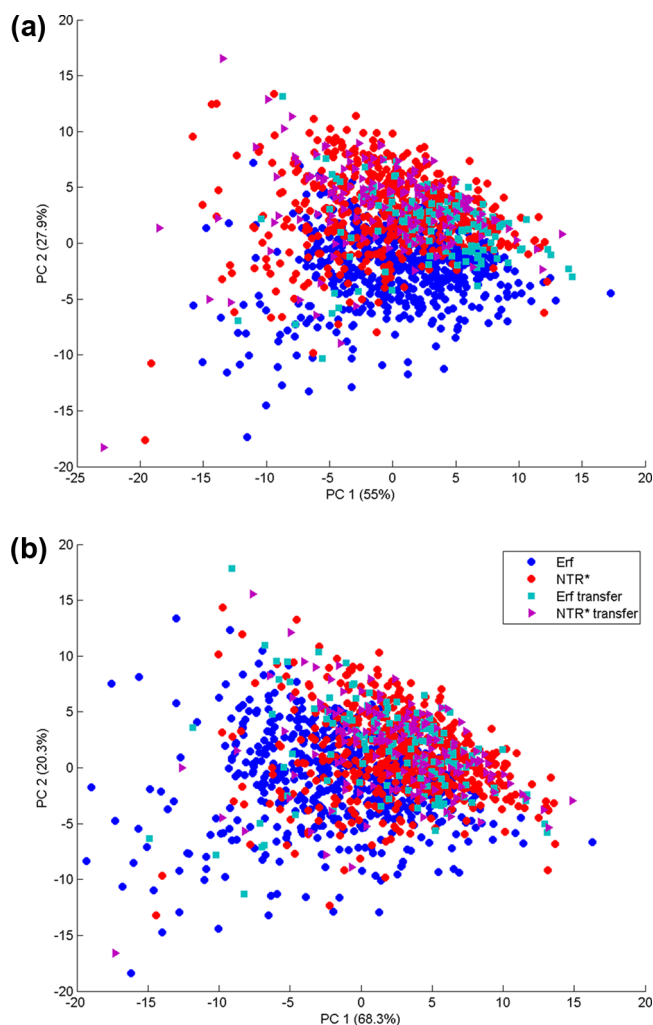 (a)
20
15
10
5
0
-5
-10
-15
-20
PC 2 (27.9%)
-25 -20 -15 -10 -5 0 5 10 15 20
PC 1 (55%)
(b)
20
15
10
5
0
-5
-10
-15
-20
PC 2 (20.3%)
Erf
NTR*
Erf transfer
NTR* transfer
-20 -15 -10 -5 0 5 10 15 20
PC 1 (68.3%)